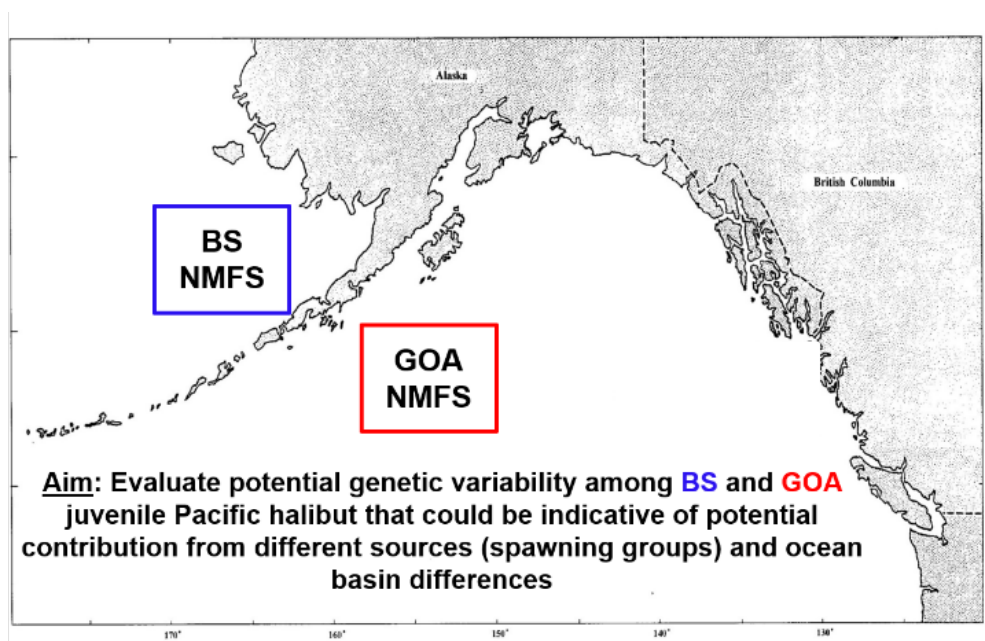 Alaska
British Columbia
BS
NMFS
GOA
NMFS
Aim: Evaluate potential genetic variability among BS and GOA
juvenile Pacific halibut that could be indicative of potential
contribution from different sources (spawning groups) and ocean
basin differences
170° 160° 150° 140° 130°